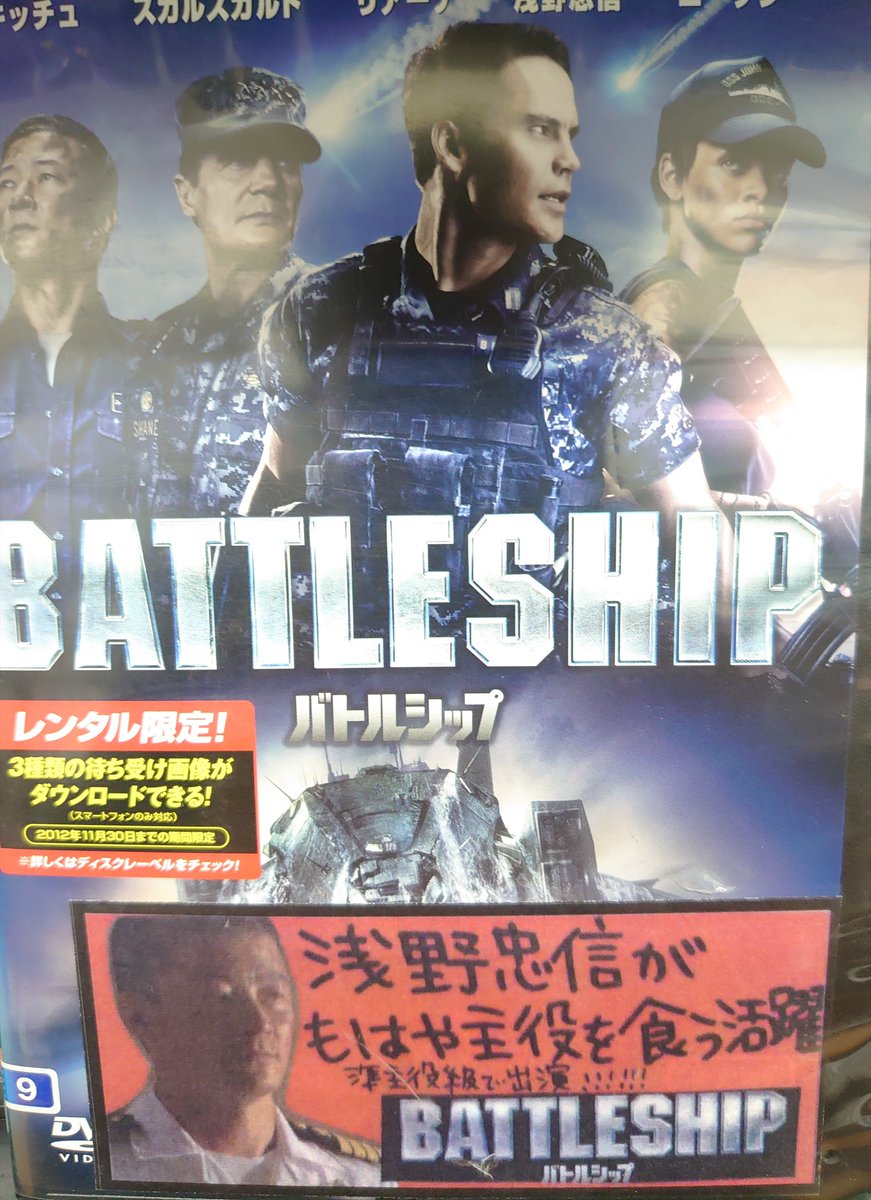 スカルスガルド
浅野忠信
USS JOHN
SHANE
BATTLESHIP
バトルシップ
レンタル限定!
3種類の待ち受け画像が
ダウンロードできる!
(スマートフォンのみ対応)
2012年11月30日までの期間限定
※詳しくはディスクレーベルをチェック!
浅野忠信が
もはや主役を食う活躍
準主役級で出演!!!!!!
BATTLESHIP
バトルシップ
9
VID